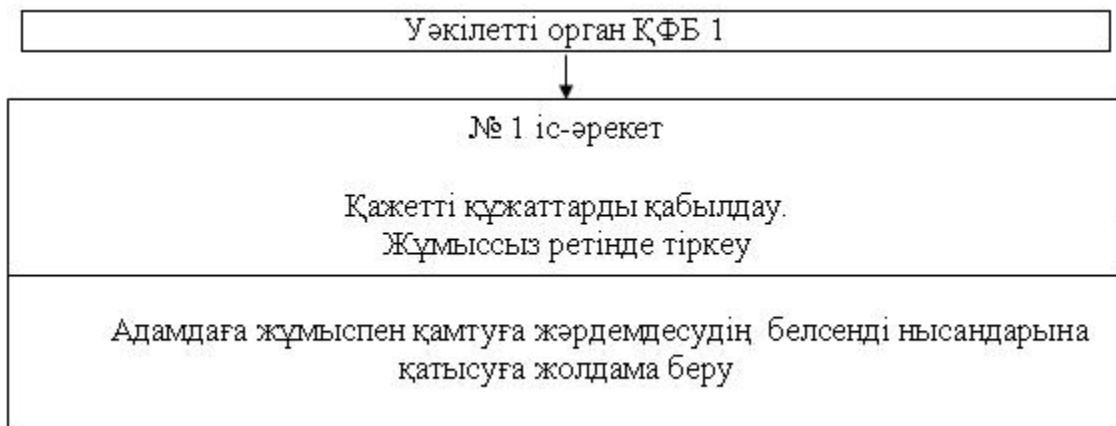 Уәкілетті орган ҚФБ 1
№ 1 іс-әрекет
Қажетті құжаттарды қабылдау.
Жұмыссыз ретінде тіркеу
Адамдаға жұмыспен қамтуға жәрдемдесудің белсенді нысандарына
қатысуға жолдама беру